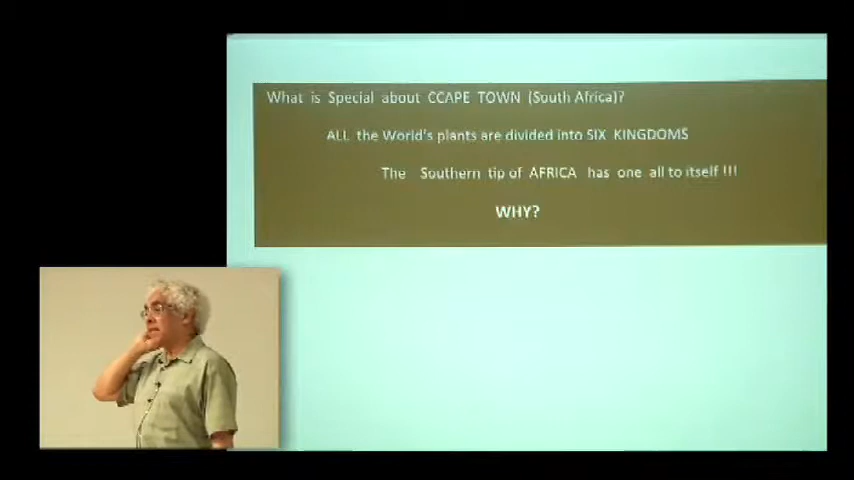 What is Special about CCAPE TOWN (South Africa)?
ALL the World's plants are divided into SIX KINGDOMS
The Southern tip of AFRICA has one all to itself !!!
WHY?